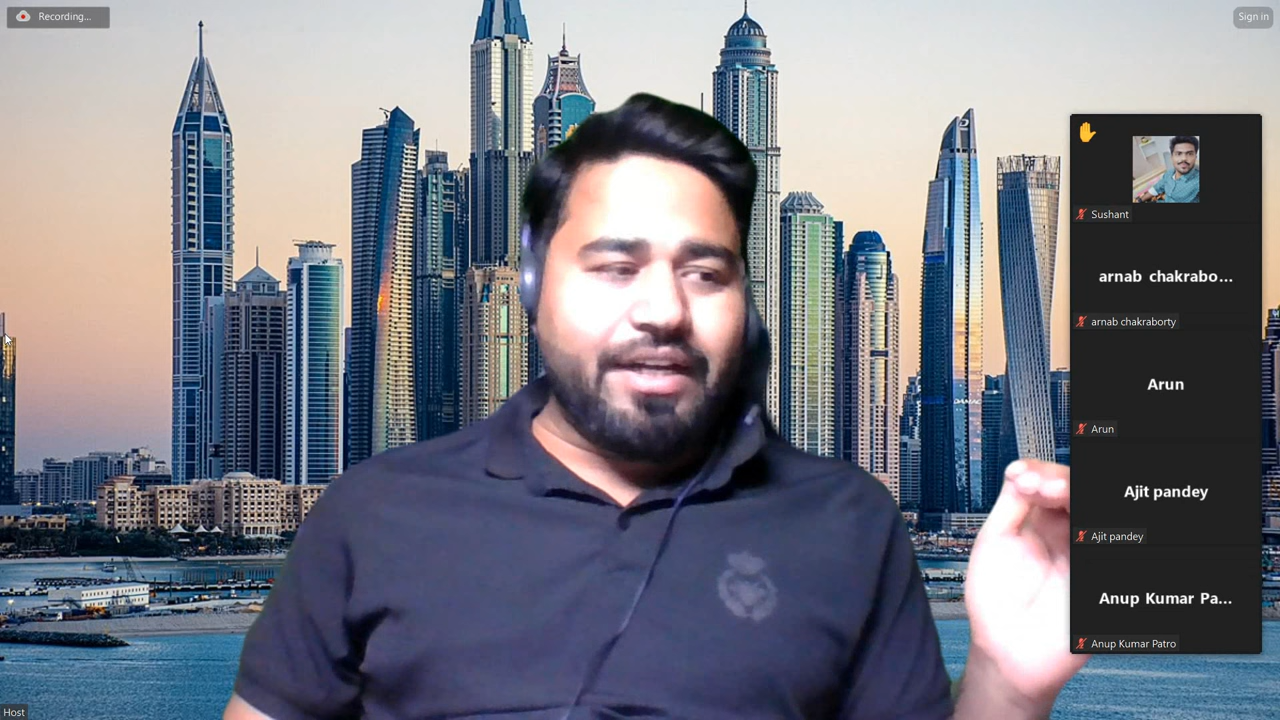 Recording...
Sign in
Sushant
arnab chakrabo...
arnab chakraborty
Arun
Arun
Ajit pandey
Ajit pandey
Anup Kumar Pa...
Anup Kumar Patro
DAMAC
Host